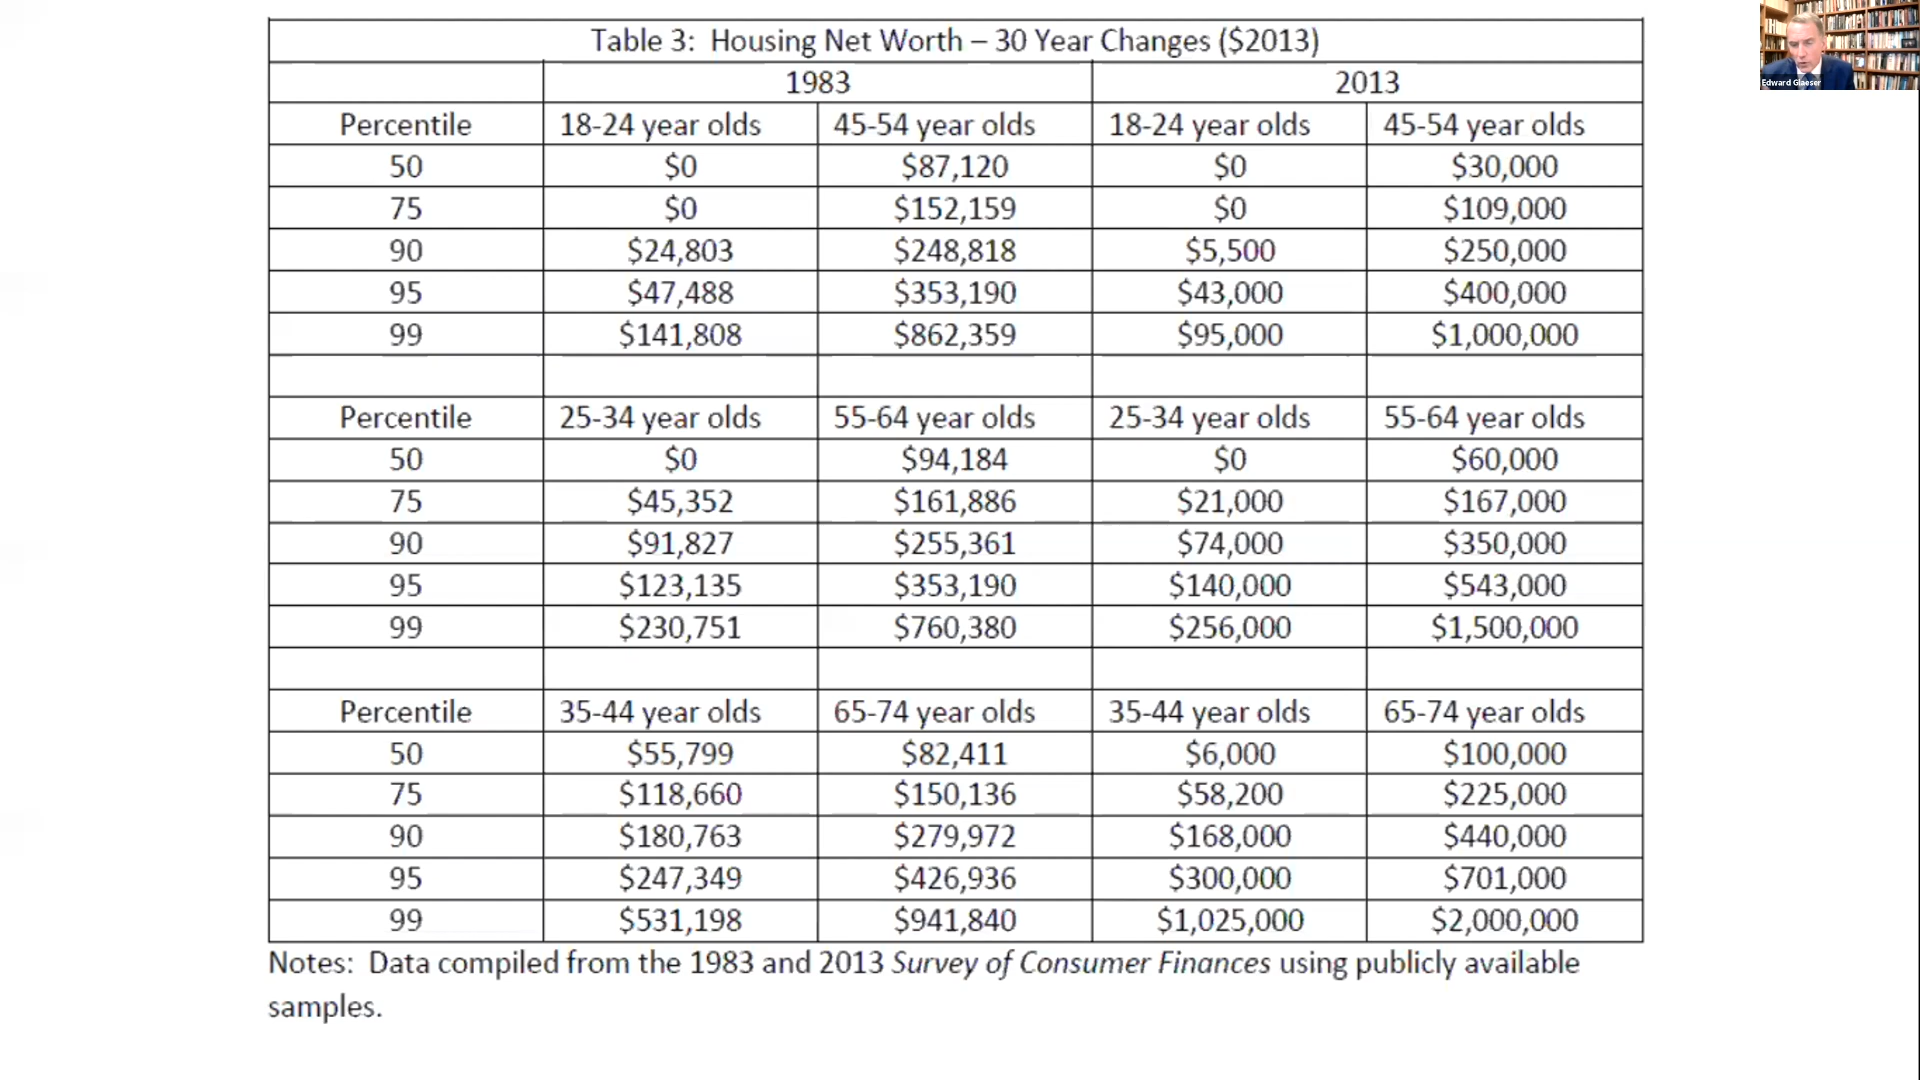 Table 3: Housing Net Worth – 30 Year Changes ($2013)
1983 2013
Percentile 18-24 year olds 45-54 year olds 18-24 year olds 45-54 year olds
50 $0 $87,120 $0 $30,000
75 $0 $152,159 $0 $109,000
90 $24,803 $248,818 $5,500 $250,000
95 $47,488 $353,190 $43,000 $400,000
99 $141,808 $862,359 $95,000 $1,000,000
Percentile 25-34 year olds 55-64 year olds 25-34 year olds 55-64 year olds
50 $0 $94,184 $0 $60,000
75 $45,352 $161,886 $21,000 $167,000
90 $91,827 $255,361 $74,000 $350,000
95 $123,135 $353,190 $140,000 $543,000
99 $230,751 $760,380 $256,000 $1,500,000
Percentile 35-44 year olds 65-74 year olds 35-44 year olds 65-74 year olds
50 $55,799 $82,411 $6,000 $100,000
75 $118,660 $150,136 $58,200 $225,000
90 $180,763 $279,972 $168,000 $440,000
95 $247,349 $426,936 $300,000 $701,000
99 $531,198 $941,840 $1,025,000 $2,000,000
Notes: Data compiled from the 1983 and 2013 Survey of Consumer Finances using publicly available
samples.
Edward Glaeser